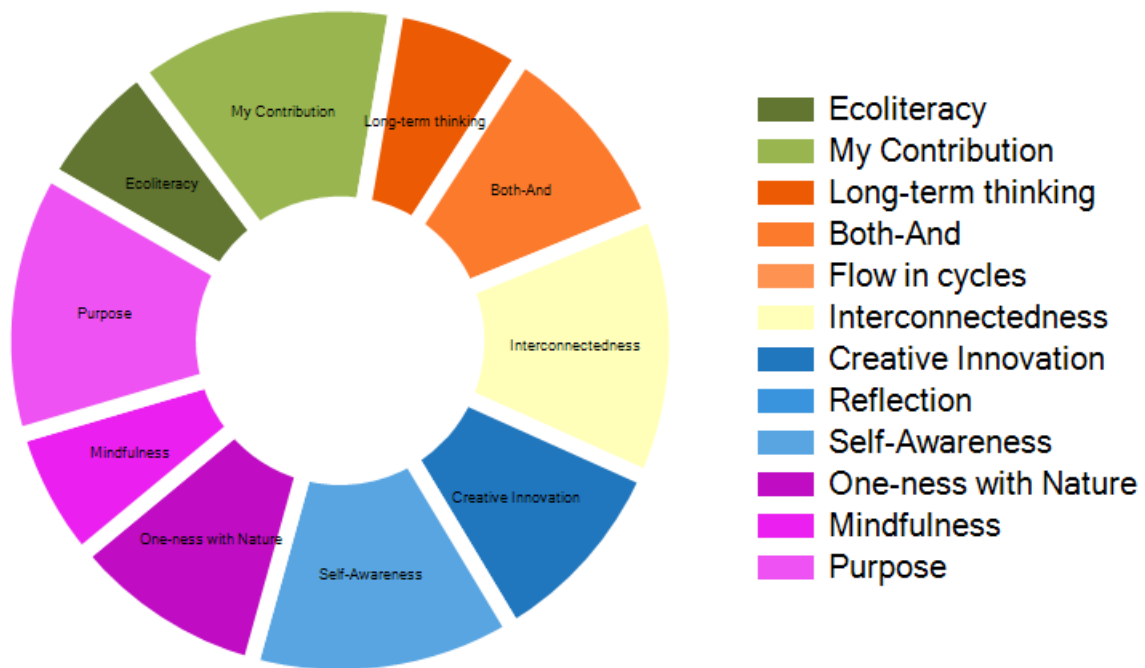 My Contribution
Long-term thinking
Ecoliteracy
Both-And
Purpose
Interconnectedness
Mindfulness
Creative Innovation
One-ness with Nature
Self-Awareness
Ecoliteracy
My Contribution
Long-term thinking
Both-And
Flow in cycles
Interconnectedness
Creative Innovation
Reflection
Self-Awareness
One-ness with Nature
Mindfulness
Purpose